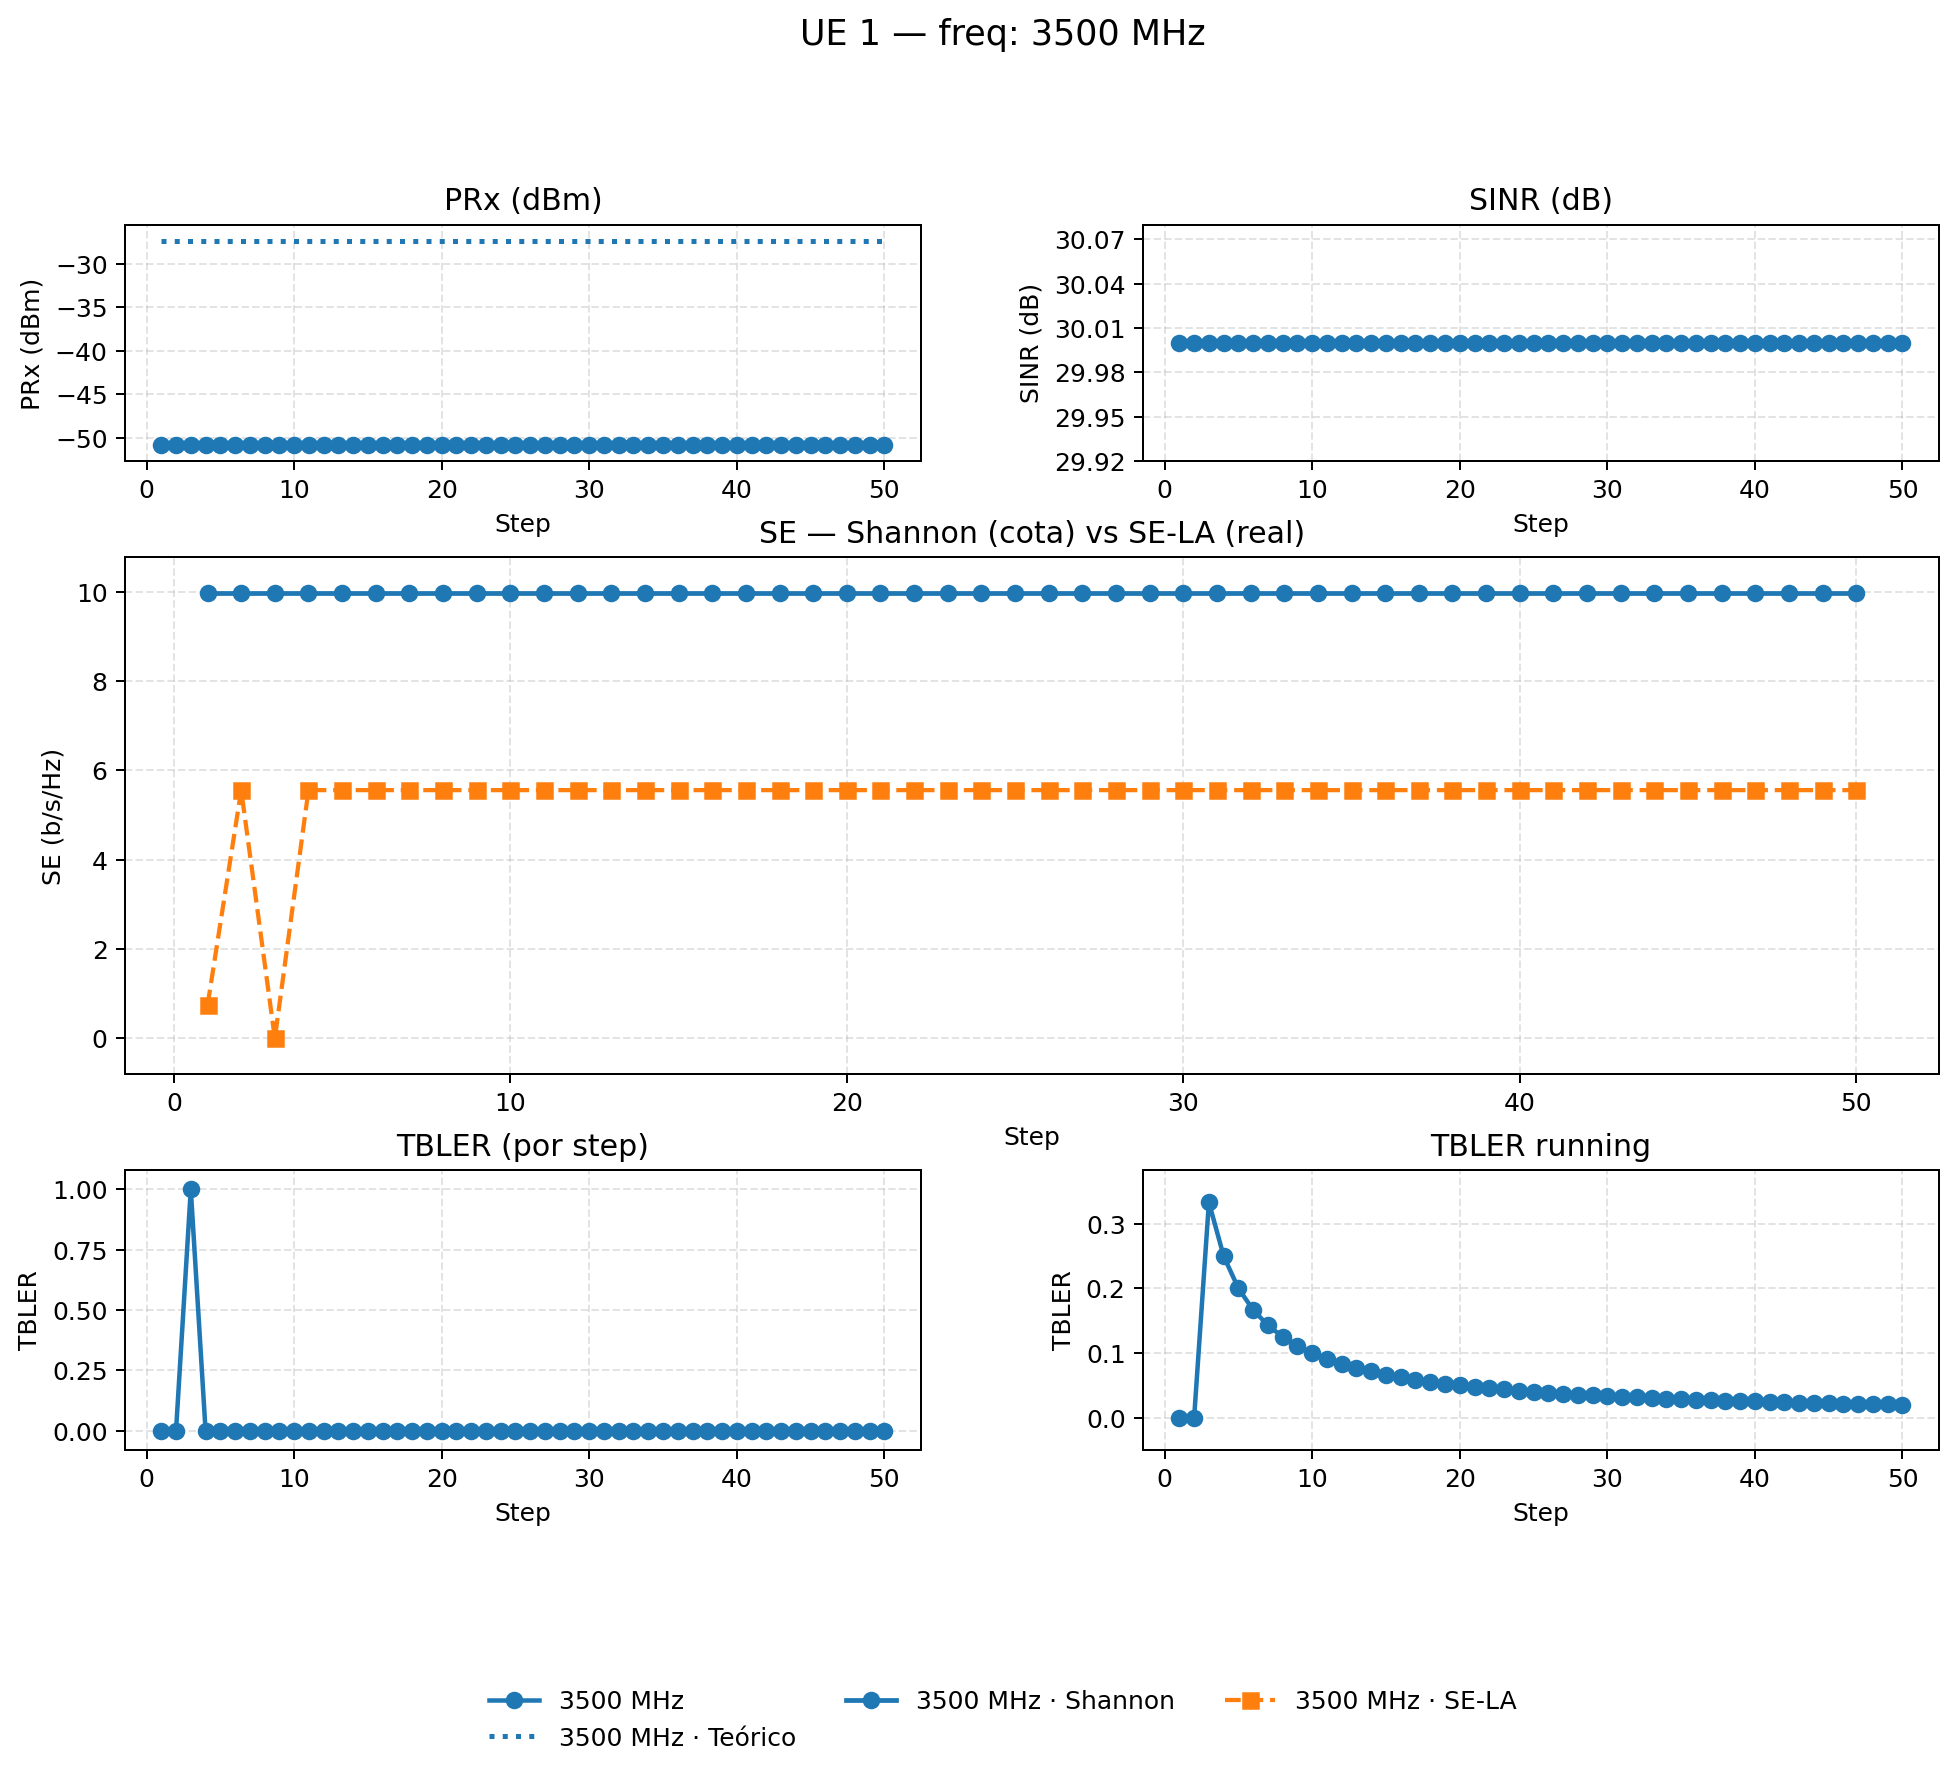 UE 1 — freq: 3500 MHz
PRx (dBm)
PRx (dBm)
−30
−35
−40
−45
−50
0 10 20 30 40 50
Step
SINR (dB)
SINR (dB)
30.07
30.04
30.01
29.98
29.95
29.92
0 10 20 30 40 50
Step
SE — Shannon (cota) vs SE-LA (real)
SE (b/s/Hz)
10
8
6
4
2
0
0 10 20 30 40 50
Step
TBLER (por step)
TBLER
1.00
0.75
0.50
0.25
0.00
0 10 20 30 40 50
Step
TBLER running
TBLER
0.3
0.2
0.1
0.0
0 10 20 30 40 50
Step
3500 MHz
3500 MHz · Teórico
3500 MHz · Shannon
3500 MHz · SE-LA